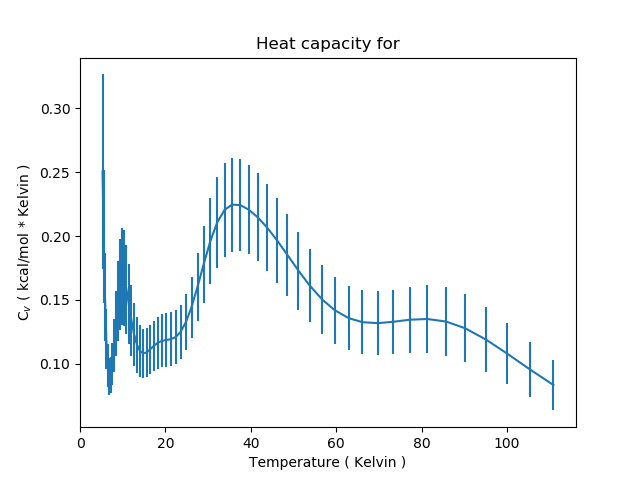 Heat capacity for
0.30
0.25
0.20
0.15
0.10
C_v ( kcal/mol * Kelvin )
0 20 40 60 80 100
Temperature ( Kelvin )